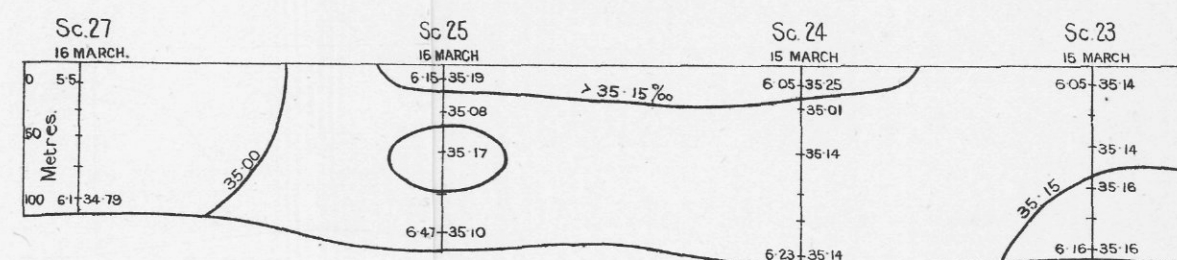 Sc.27 Sc 25 Sc. 24 Sc. 23
16 MARCH. 16 MARCH 15 MARCH 15 MARCH
0 5·5 6·15 35·19 > 35·15‰ 6·05 35·25 6·05 35·14
35·08 35·01
50 35·17 35·14 35·14
Metres.
35·00 35·15 35·16
100 6·1 34·79
6·47 35·10 6·23 35·14 6·16 35·16